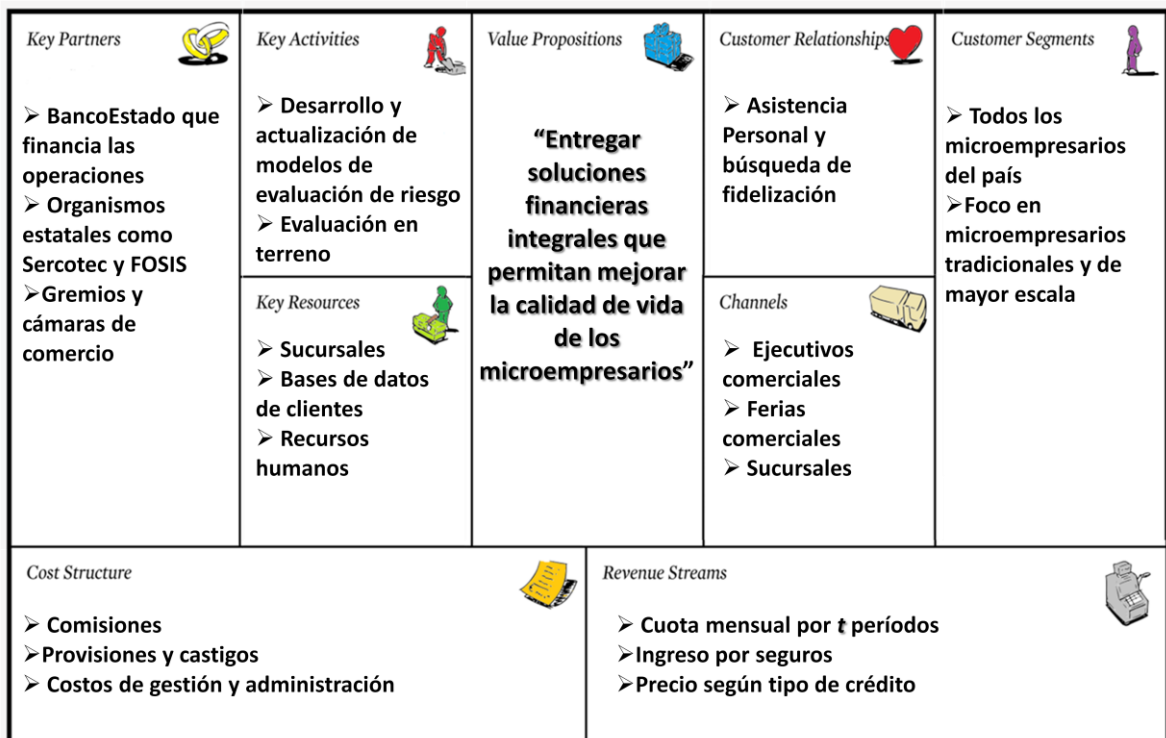 Key Partners
➢ BancoEstado que
financia las
operaciones
➢ Organismos
estatales como
Sercotec y FOSIS
➢Gremios y
cámaras de
comercio
Key Activities
➢ Desarrollo y
actualización de
modelos de
evaluación de riesgo
➢ Evaluación en
terreno
Key Resources
➢ Sucursales
➢ Bases de datos
de clientes
➢ Recursos
humanos
Value Propositions
“Entregar
soluciones
financieras
integrales que
permitan mejorar
la calidad de vida
de los
microempresarios”
Customer Relationships
➢ Asistencia
Personal y
búsqueda de
fidelización
Channels
➢ Ejecutivos
comerciales
➢ Ferias
comerciales
➢ Sucursales
Customer Segments
➢ Todos los
microempresarios
del país
➢Foco en
microempresarios
tradicionales y de
mayor escala
Cost Structure
➢ Comisiones
➢Provisiones y castigos
➢ Costos de gestión y administración
Revenue Streams
➢ Cuota mensual por t períodos
➢Ingreso por seguros
➢Precio según tipo de crédito